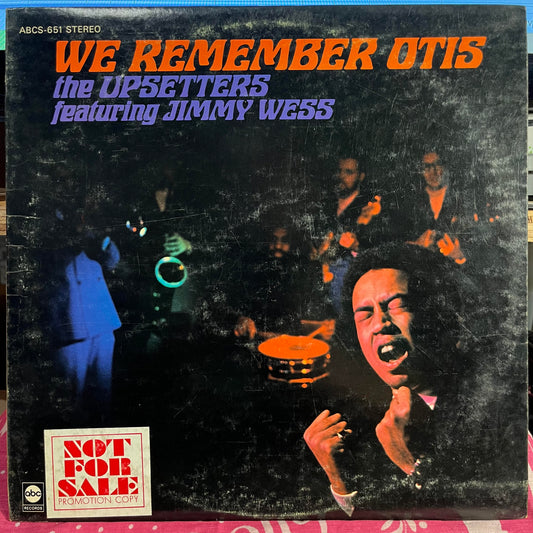 ABCS-651 STEREO
WE REMEMBER OTIS
the UPSETTERS
featuring JIMMY WESS
NOT
FOR
SALE
PROMOTION COPY
abc
RECORDS